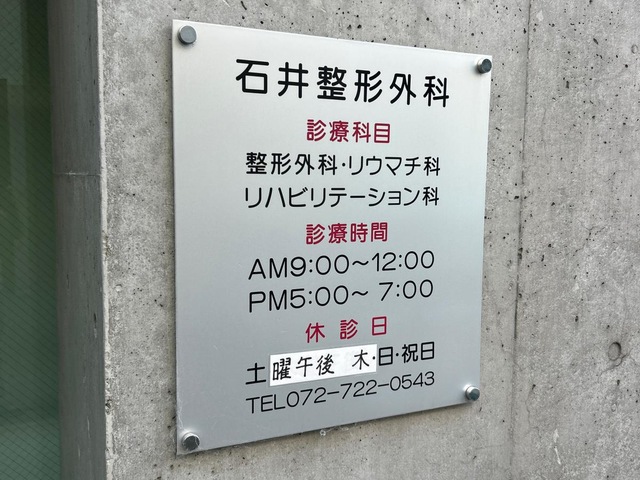 石井整形外科
診療科目
整形外科・リウマチ科
リハビリテーション科
診療時間
AM9:00〜12:00
PM5:00〜 7:00
休診日
土曜午後 木・日・祝日
TEL072-722-0543